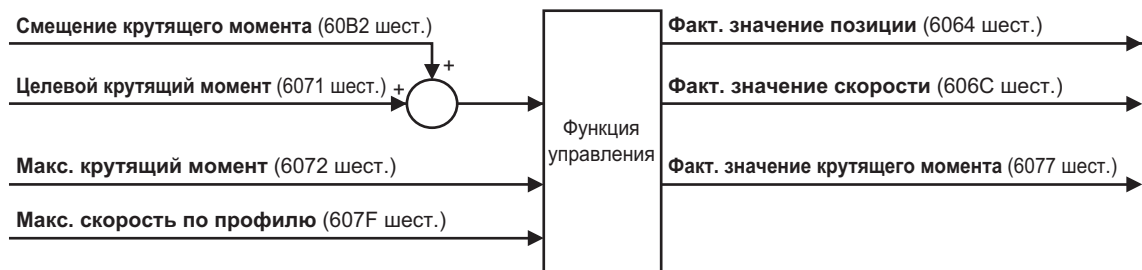 Смещение крутящего момента (60B2 шест.)
+
Целевой крутящий момент (6071 шест.)
+
Макс. крутящий момент (6072 шест.)
Макс. скорость по профилю (607F шест.)
Функция
управления
Факт. значение позиции (6064 шест.)
Факт. значение скорости (606C шест.)
Факт. значение крутящего момента (6077 шест.)